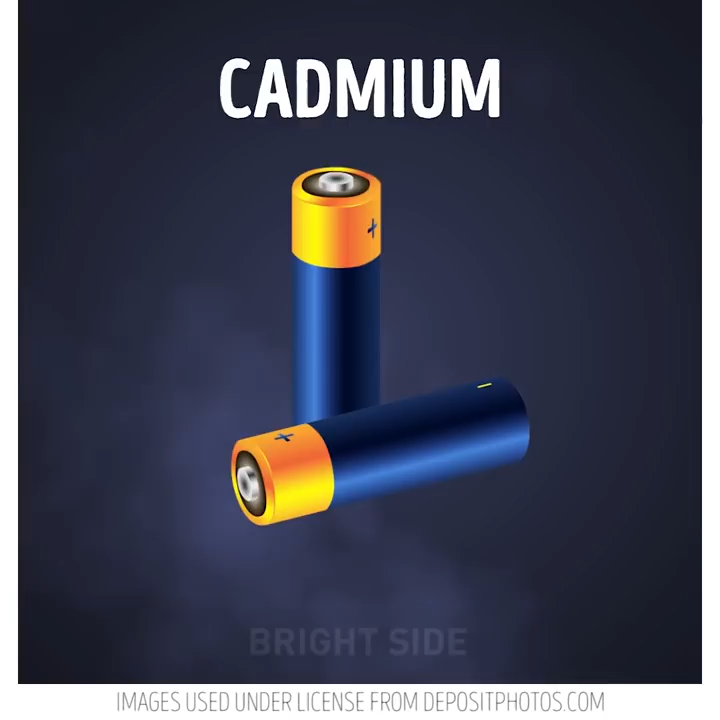 CADMIUM
+
-
+
BRIGHT SIDE
IMAGES USED UNDER LICENSE FROM DEPOSITPHOTOS.COM